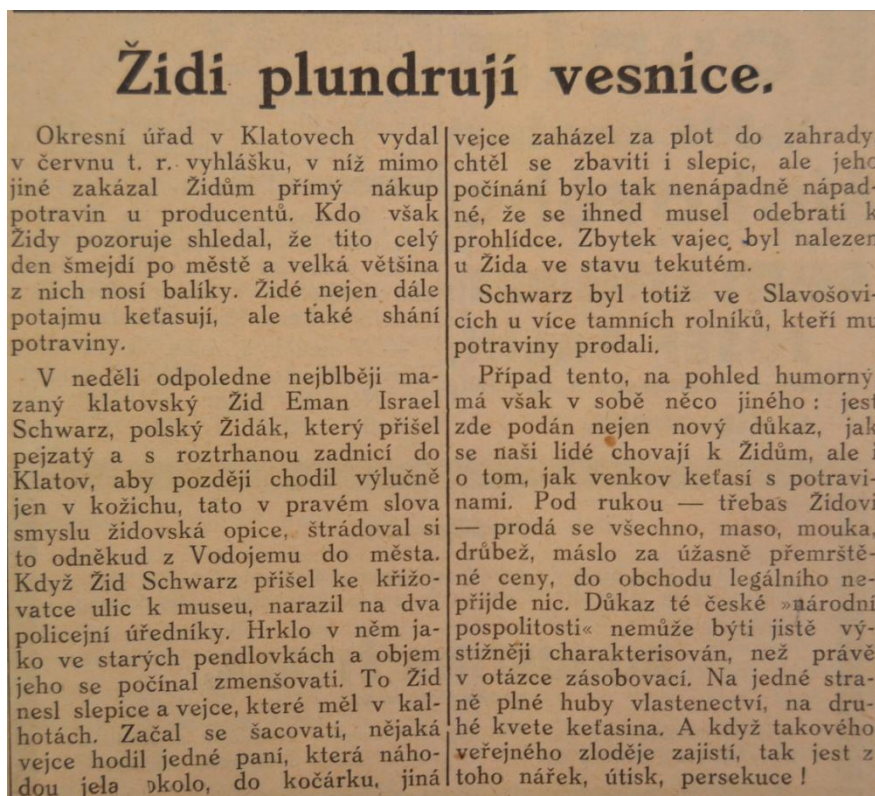 Židi plundrují vesnice.
Okresní úřad v Klatovech vydal
v červnu t. r. vyhlášku, v níž mimo
jiné zakázal Židům přímý nákup
potravin u producentů. Kdo však
Židy pozoruje shledal, že tito celý
den šmejdí po městě a velká většina
z nich nosí balíky. Židé nejen dále
potajmu keťasují, ale také shání
potraviny.
V neděli odpoledne nejblběji ma-
zaný klatovský Žid Eman Israel
Schwarz, polský Židák, který přišel
pejzatý a s roztrhanou zadnicí do
Klatov, aby později chodil výlučně
jen v kožichu, tato v pravém slova
smyslu židovská opice, štrádoval si
to odněkud z Vodojemu do města.
Když Žid Schwarz přišel ke křižo-
vatce ulic k museu, narazil na dva
policejní úředníky. Hrklo v něm ja-
ko ve starých pendlovkách a objem
jeho se počínal zmenšovati. To Žid
nesl slepice a vejce, které měl v kal-
hotách. Začal se šacovati, nějaká
vejce hodil jedné paní, která náho-
dou jela okolo, do kočárku, jiná
vejce zaházel za plot do zahrady
chtěl se zbaviti i slepic, ale jeho
počínání bylo tak nenápadně nápad-
né, že se ihned musel odebrati k
prohlídce. Zbytek vajec byl nalezen
u Žida ve stavu tekutém.
Schwarz byl totiž ve Slavošovi-
cích u více tamních rolníků, kteří mu
potraviny prodali.
Případ tento, na pohled humorný
má však v sobě něco jiného: jest
zde podán nejen nový důkaz, jak
se naši lidé chovají k Židům, ale i
o tom, jak venkov keťasí s potravi-
nami. Pod rukou — třebas Židovi
— prodá se všechno, maso, mouka,
drůbež, máslo za úžasně přemrště-
né ceny, do obchodu legálního ne-
přijde nic. Důkaz té české »národní
pospolitosti« nemůže býti jistě vý-
stižněji charakterisován, než právě
v otázce zásobovací. Na jedné stra-
ně plné huby vlastenectví, na dru-
hé kvete keťasina. A když takového
veřejného zloděje zajistí, tak jest z
toho nářek, útisk, persekuce!